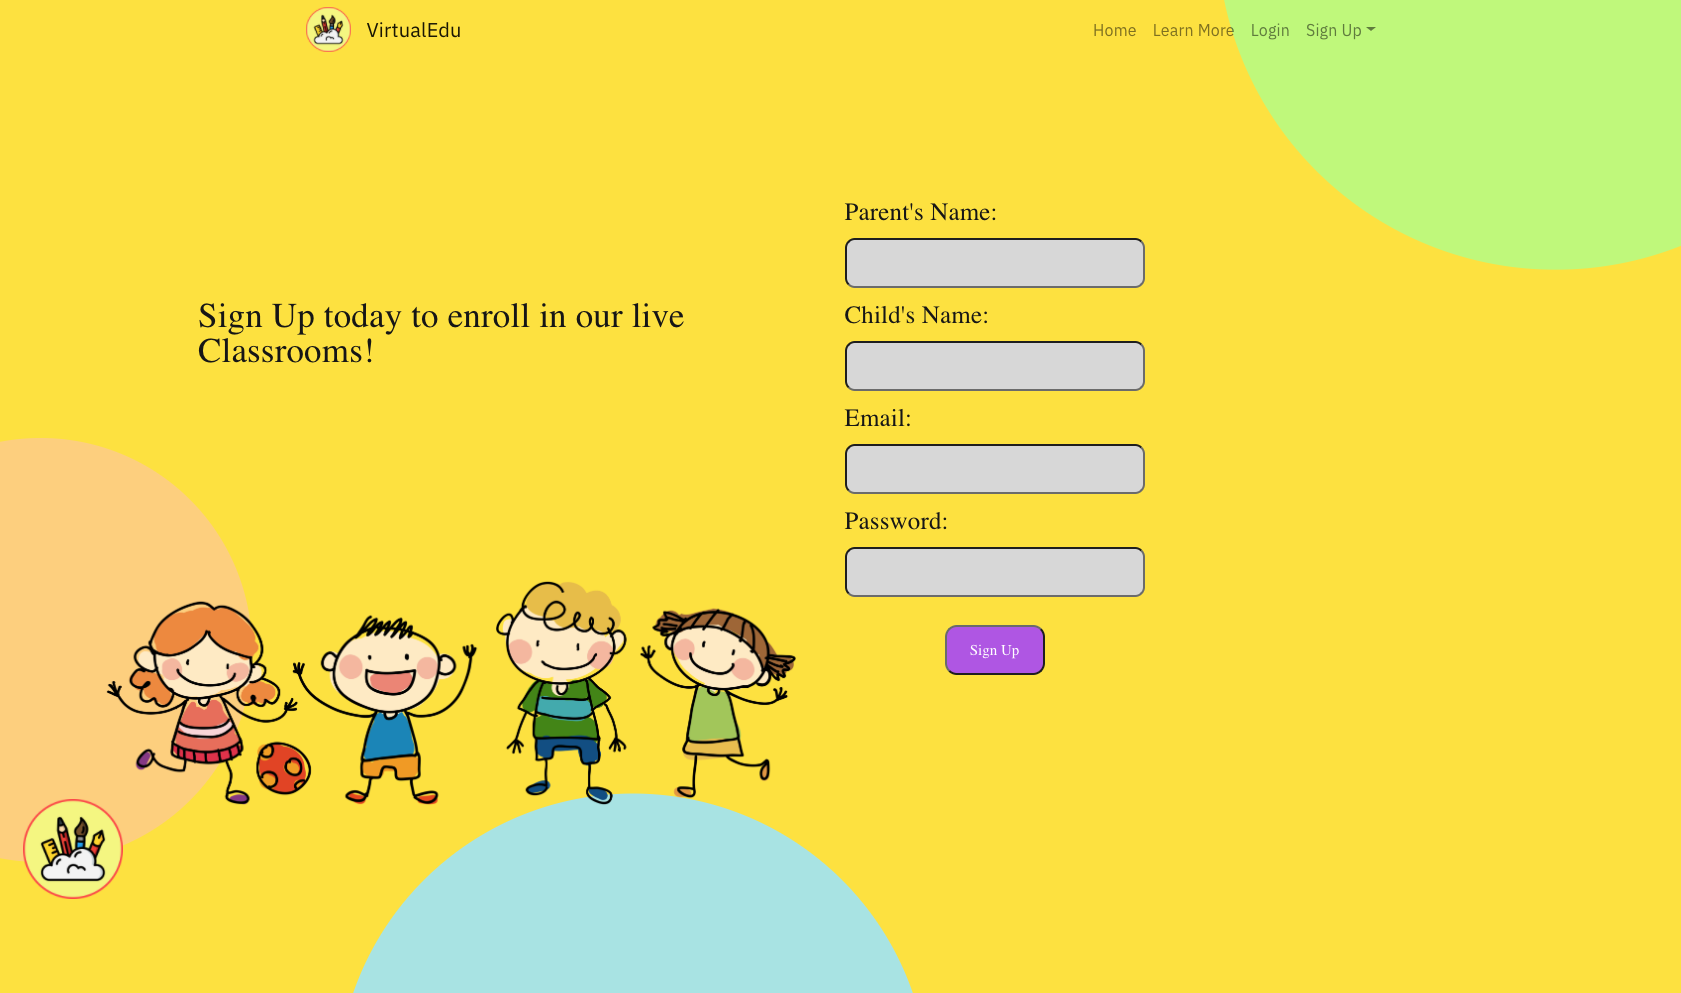 VirtualEdu
Home Learn More Login Sign Up
Sign Up today to enroll in our live
Classrooms!
Parent's Name:
Child's Name:
Email:
Password:
Sign Up